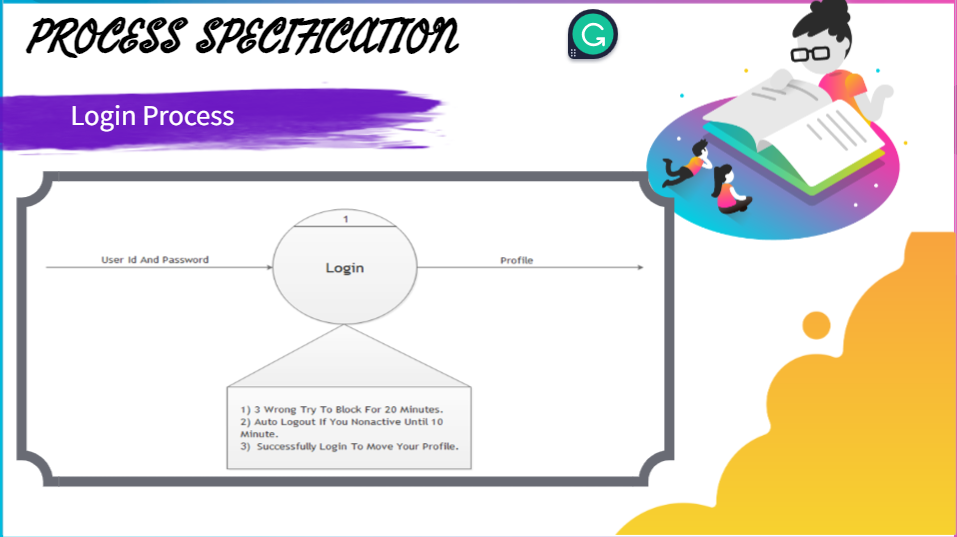 PROCESS SPECIFICATION
G
Login Process
1
User Id And Password
Login
Profile
1) 3 Wrong Try To Block For 20 Minutes.
2) Auto Logout If You Nonactive Until 10
Minute.
3) Successfully Login To Move Your Profile.